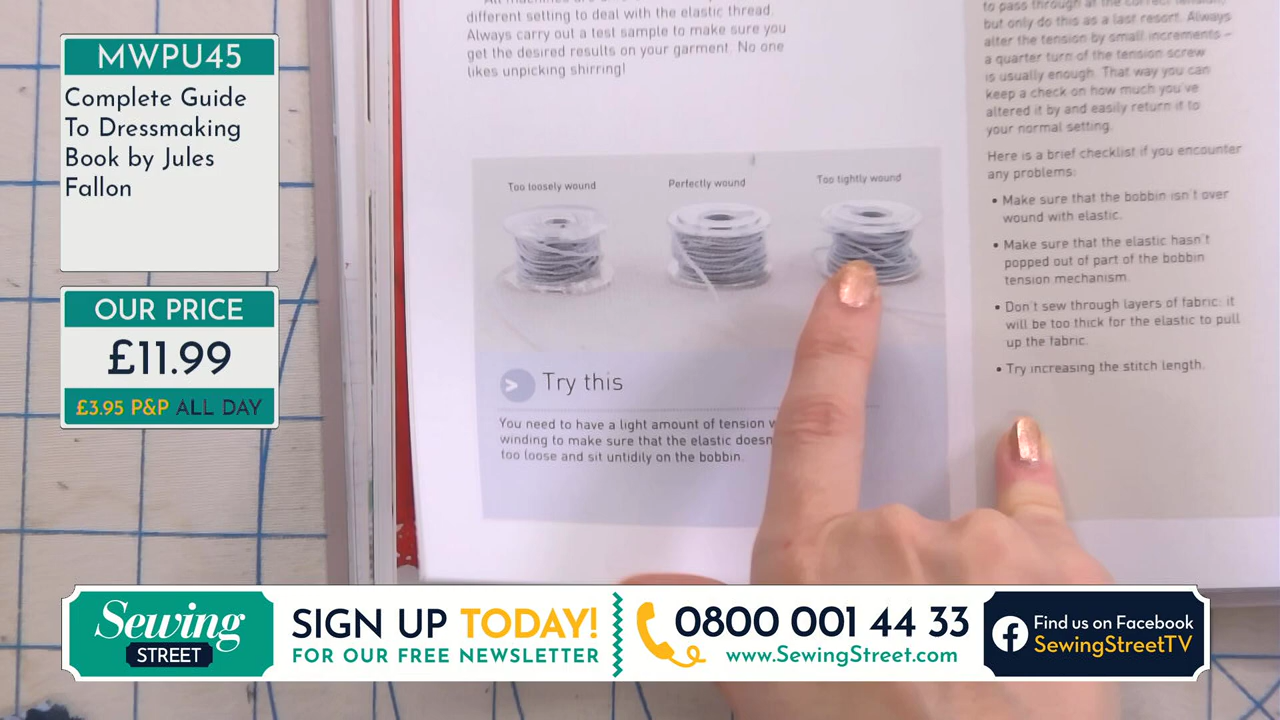 MWPU45
Complete Guide
To Dressmaking
Book by Jules
Fallon
OUR PRICE
£11.99
£3.95 P&P ALL DAY
different setting to deal with the elastic thread.
Always carry out a test sample to make sure you
get the desired results on your garment. No one
likes unpicking shirring!
Too loosely wound
Perfectly wound
Too tightly wound
> Try this
You need to have a light amount of tension
winding to make sure that the elastic
too loose and sit untidily on the bobbin.
to pass through at the correct tension,
but only do this as a last resort. Always
alter the tension by small increments –
a quarter turn of the tension screw
is usually enough. That way you can
keep a check on how much you've
altered it by and easily return it to
your normal setting.
Here is a brief checklist if you encounter
any problems:
• Make sure that the bobbin isn't over
wound with elastic.
• Make sure that the elastic hasn't
popped out of part of the bobbin
tension mechanism.
• Don't sew through layers of fabric: it
will be too thick for the elastic to pull
up the fabric.
• Try increasing the stitch length.
Sewing
STREET
SIGN UP TODAY!
FOR OUR FREE NEWSLETTER
0800 001 44 33
www.SewingStreet.com
Find us on Facebook
SewingStreetTV